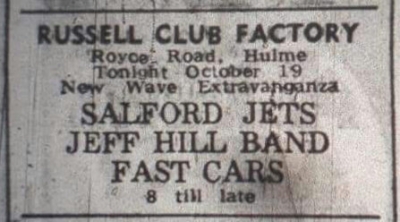 RUSSELL CLUB FACTORY
Royce Road, Hulme
Tonight October 19
New Wave Extravanganza
SALFORD JETS
JEFF HILL BAND
FAST CARS
8 till late